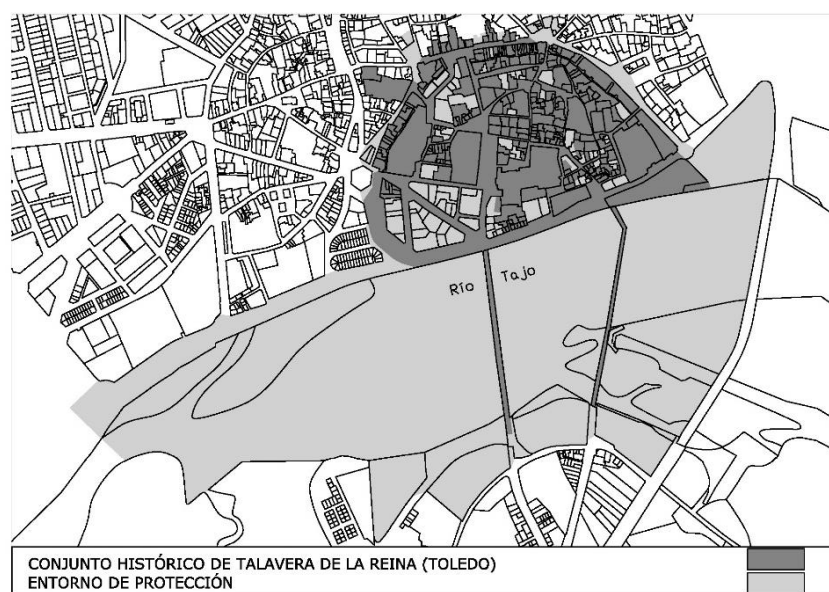 Río Tajo
CONJUNTO HISTÓRICO DE TALAVERA DE LA REINA (TOLEDO)
ENTORNO DE PROTECCIÓN